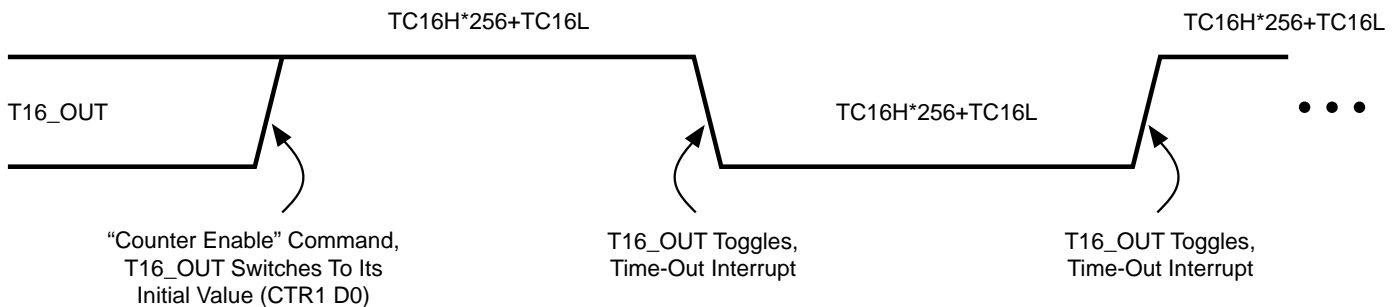 TC16H*256+TC16L
TC16H*256+TC16L
T16_OUT
TC16H*256+TC16L
“Counter Enable” Command,
T16_OUT Switches To Its
Initial Value (CTR1 D0)
T16_OUT Toggles,
Time-Out Interrupt
T16_OUT Toggles,
Time-Out Interrupt